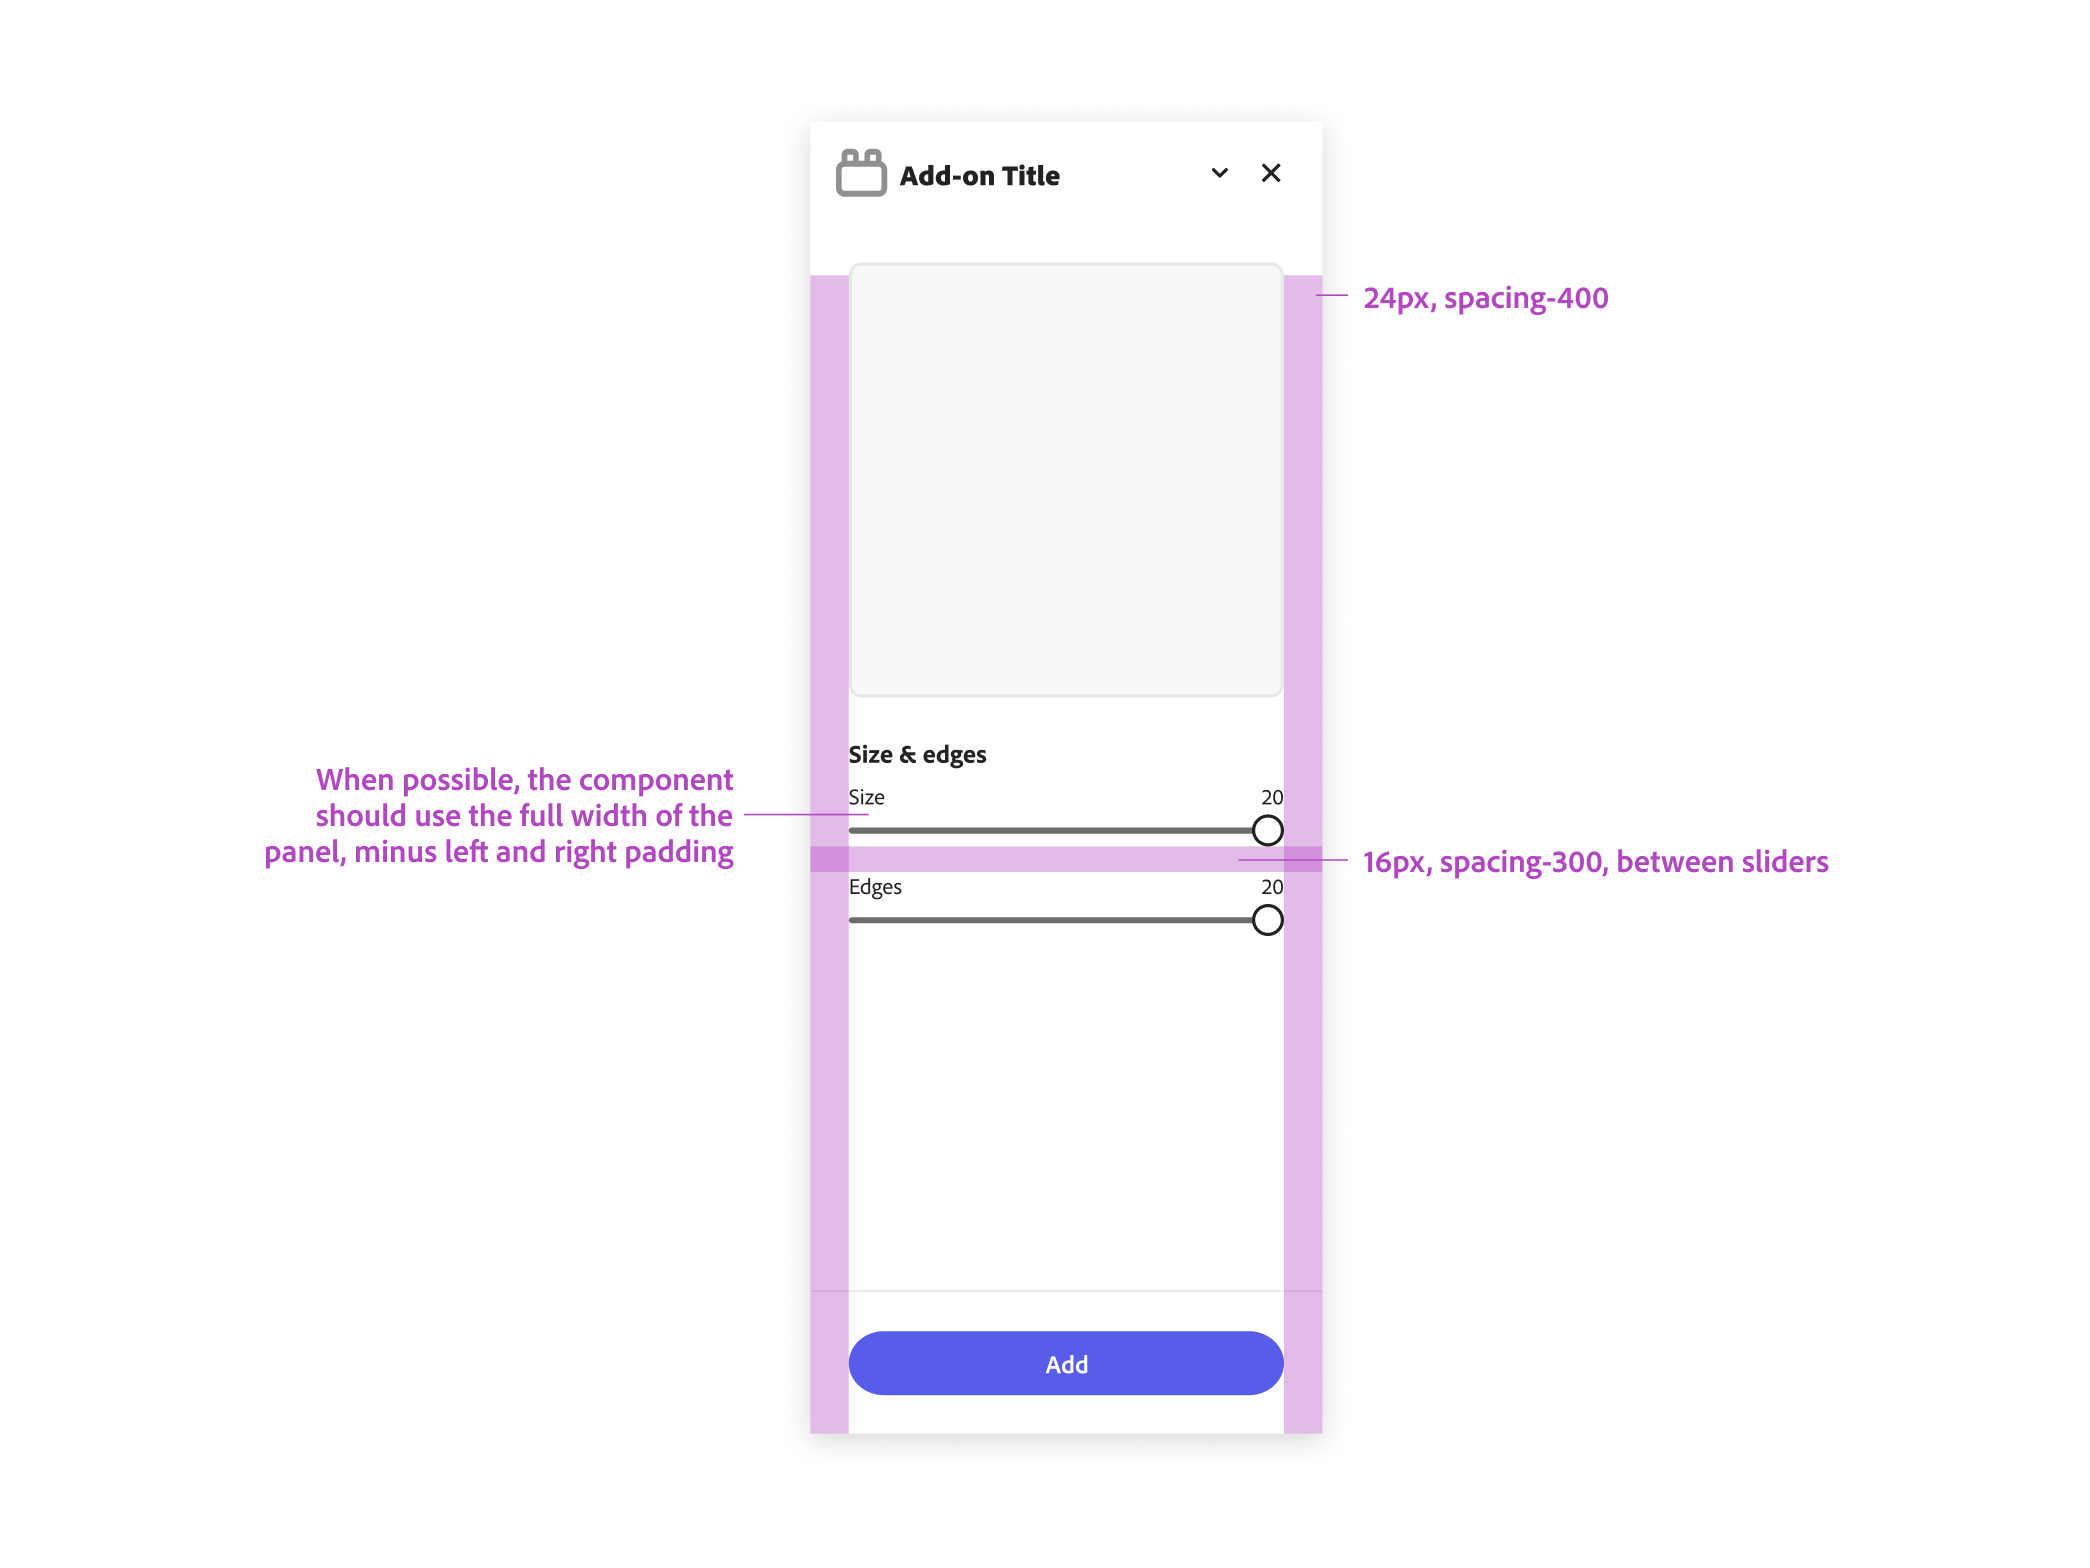 Add-on Title
24px, spacing-400
Size & edges
When possible, the component
should use the full width of the
panel, minus left and right padding
Size 20
16px, spacing-300, between sliders
Edges 20
Add